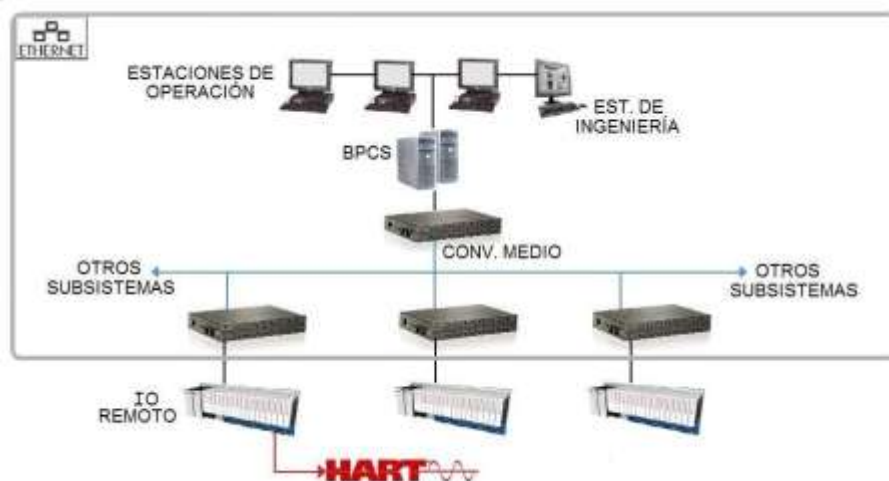 ETHERNET
ESTACIONES DE
OPERACIÓN
EST. DE
INGENIERÍA
BPCS
CONV. MEDIO
OTROS
SUBSISTEMAS
OTROS
SUBSISTEMAS
IO
REMOTO
HART